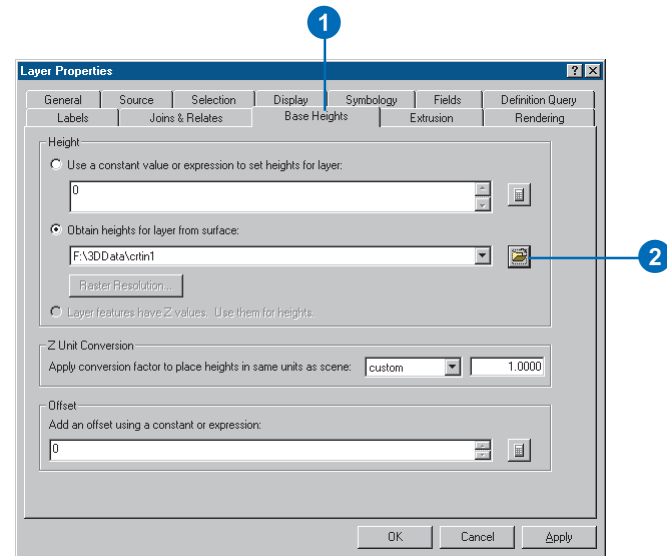 1
Layer Properties
General Source Selection Display Symbology Fields Definition Query
Labels Joins & Relates Base Heights Extrusion Rendering
Height
Use a constant value or expression to set heights for layer:
0
Obtain heights for layer from surface:
F:\3DData\crtin1
2
Raster Resolution...
Layer features have Z values. Use them for heights.
Z Unit Conversion
Apply conversion factor to place heights in same units as scene: custom 1.0000
Offset
Add an offset using a constant or expression:
0
OK Cancel Apply